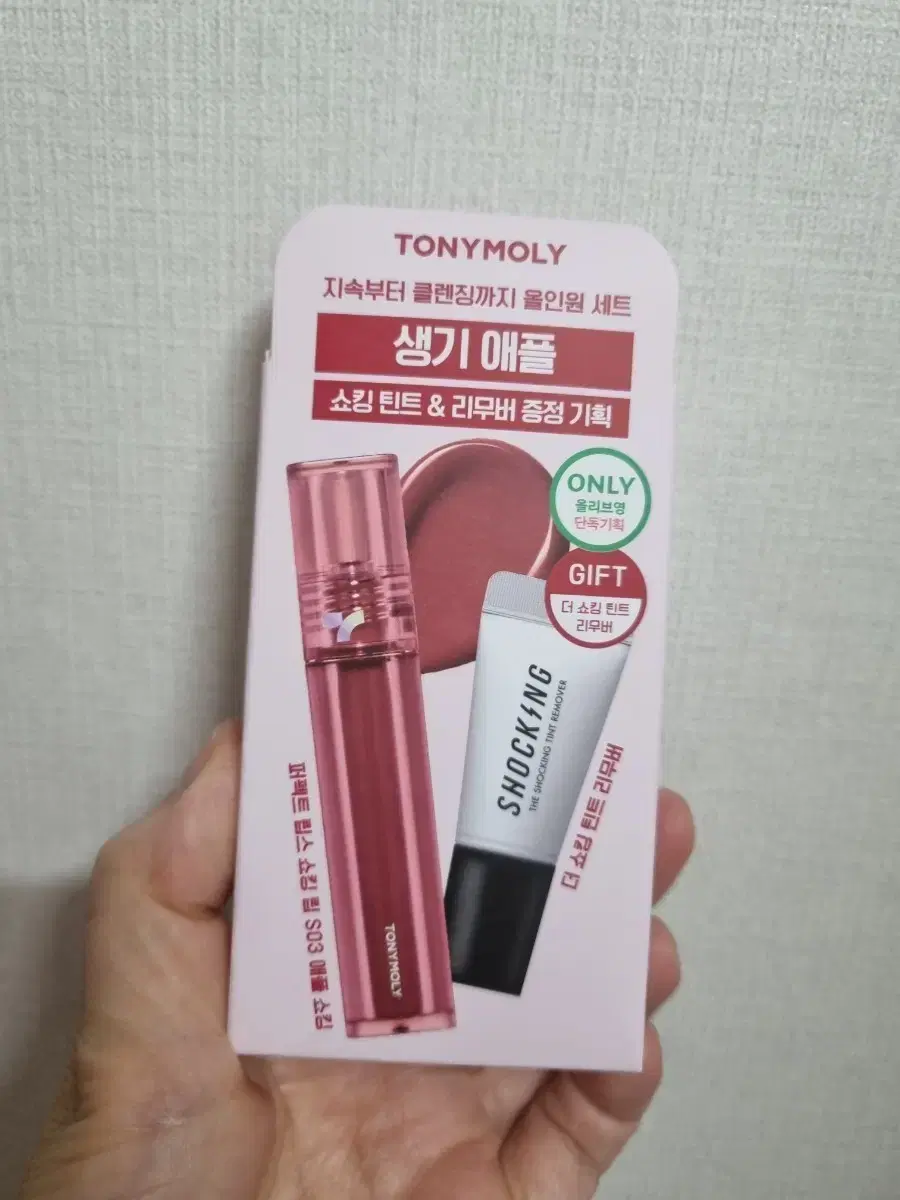 TONYMOLY
지속부터 클렌징까지 올인원 세트
생기 애플
쇼킹 틴트 & 리무버 증정 기획
ONLY
올리브영
단독기획
GIFT
더 쇼킹 틴트
리무버
SHOCKING
THE SHOCKING TINT REMOVER
더 쇼킹 틴트 리무버
퍼펙트 립스 쇼킹 립 S03 애플 쇼킹
TONYMOLY